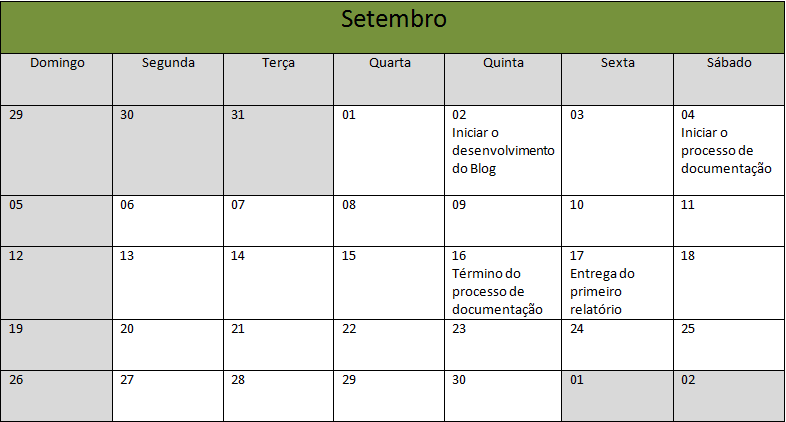 Setembro
Domingo Segunda Terça Quarta Quinta Sexta Sábado
29 30 31 01 02 03 04
Iniciar o Iniciar o
desenvolvimento processo de
do Blog documentação
05 06 07 08 09 10 11
12 13 14 15 16 17 18
Término do Entrega do
processo de primeiro
documentação relatório
19 20 21 22 23 24 25
26 27 28 29 30 01 02